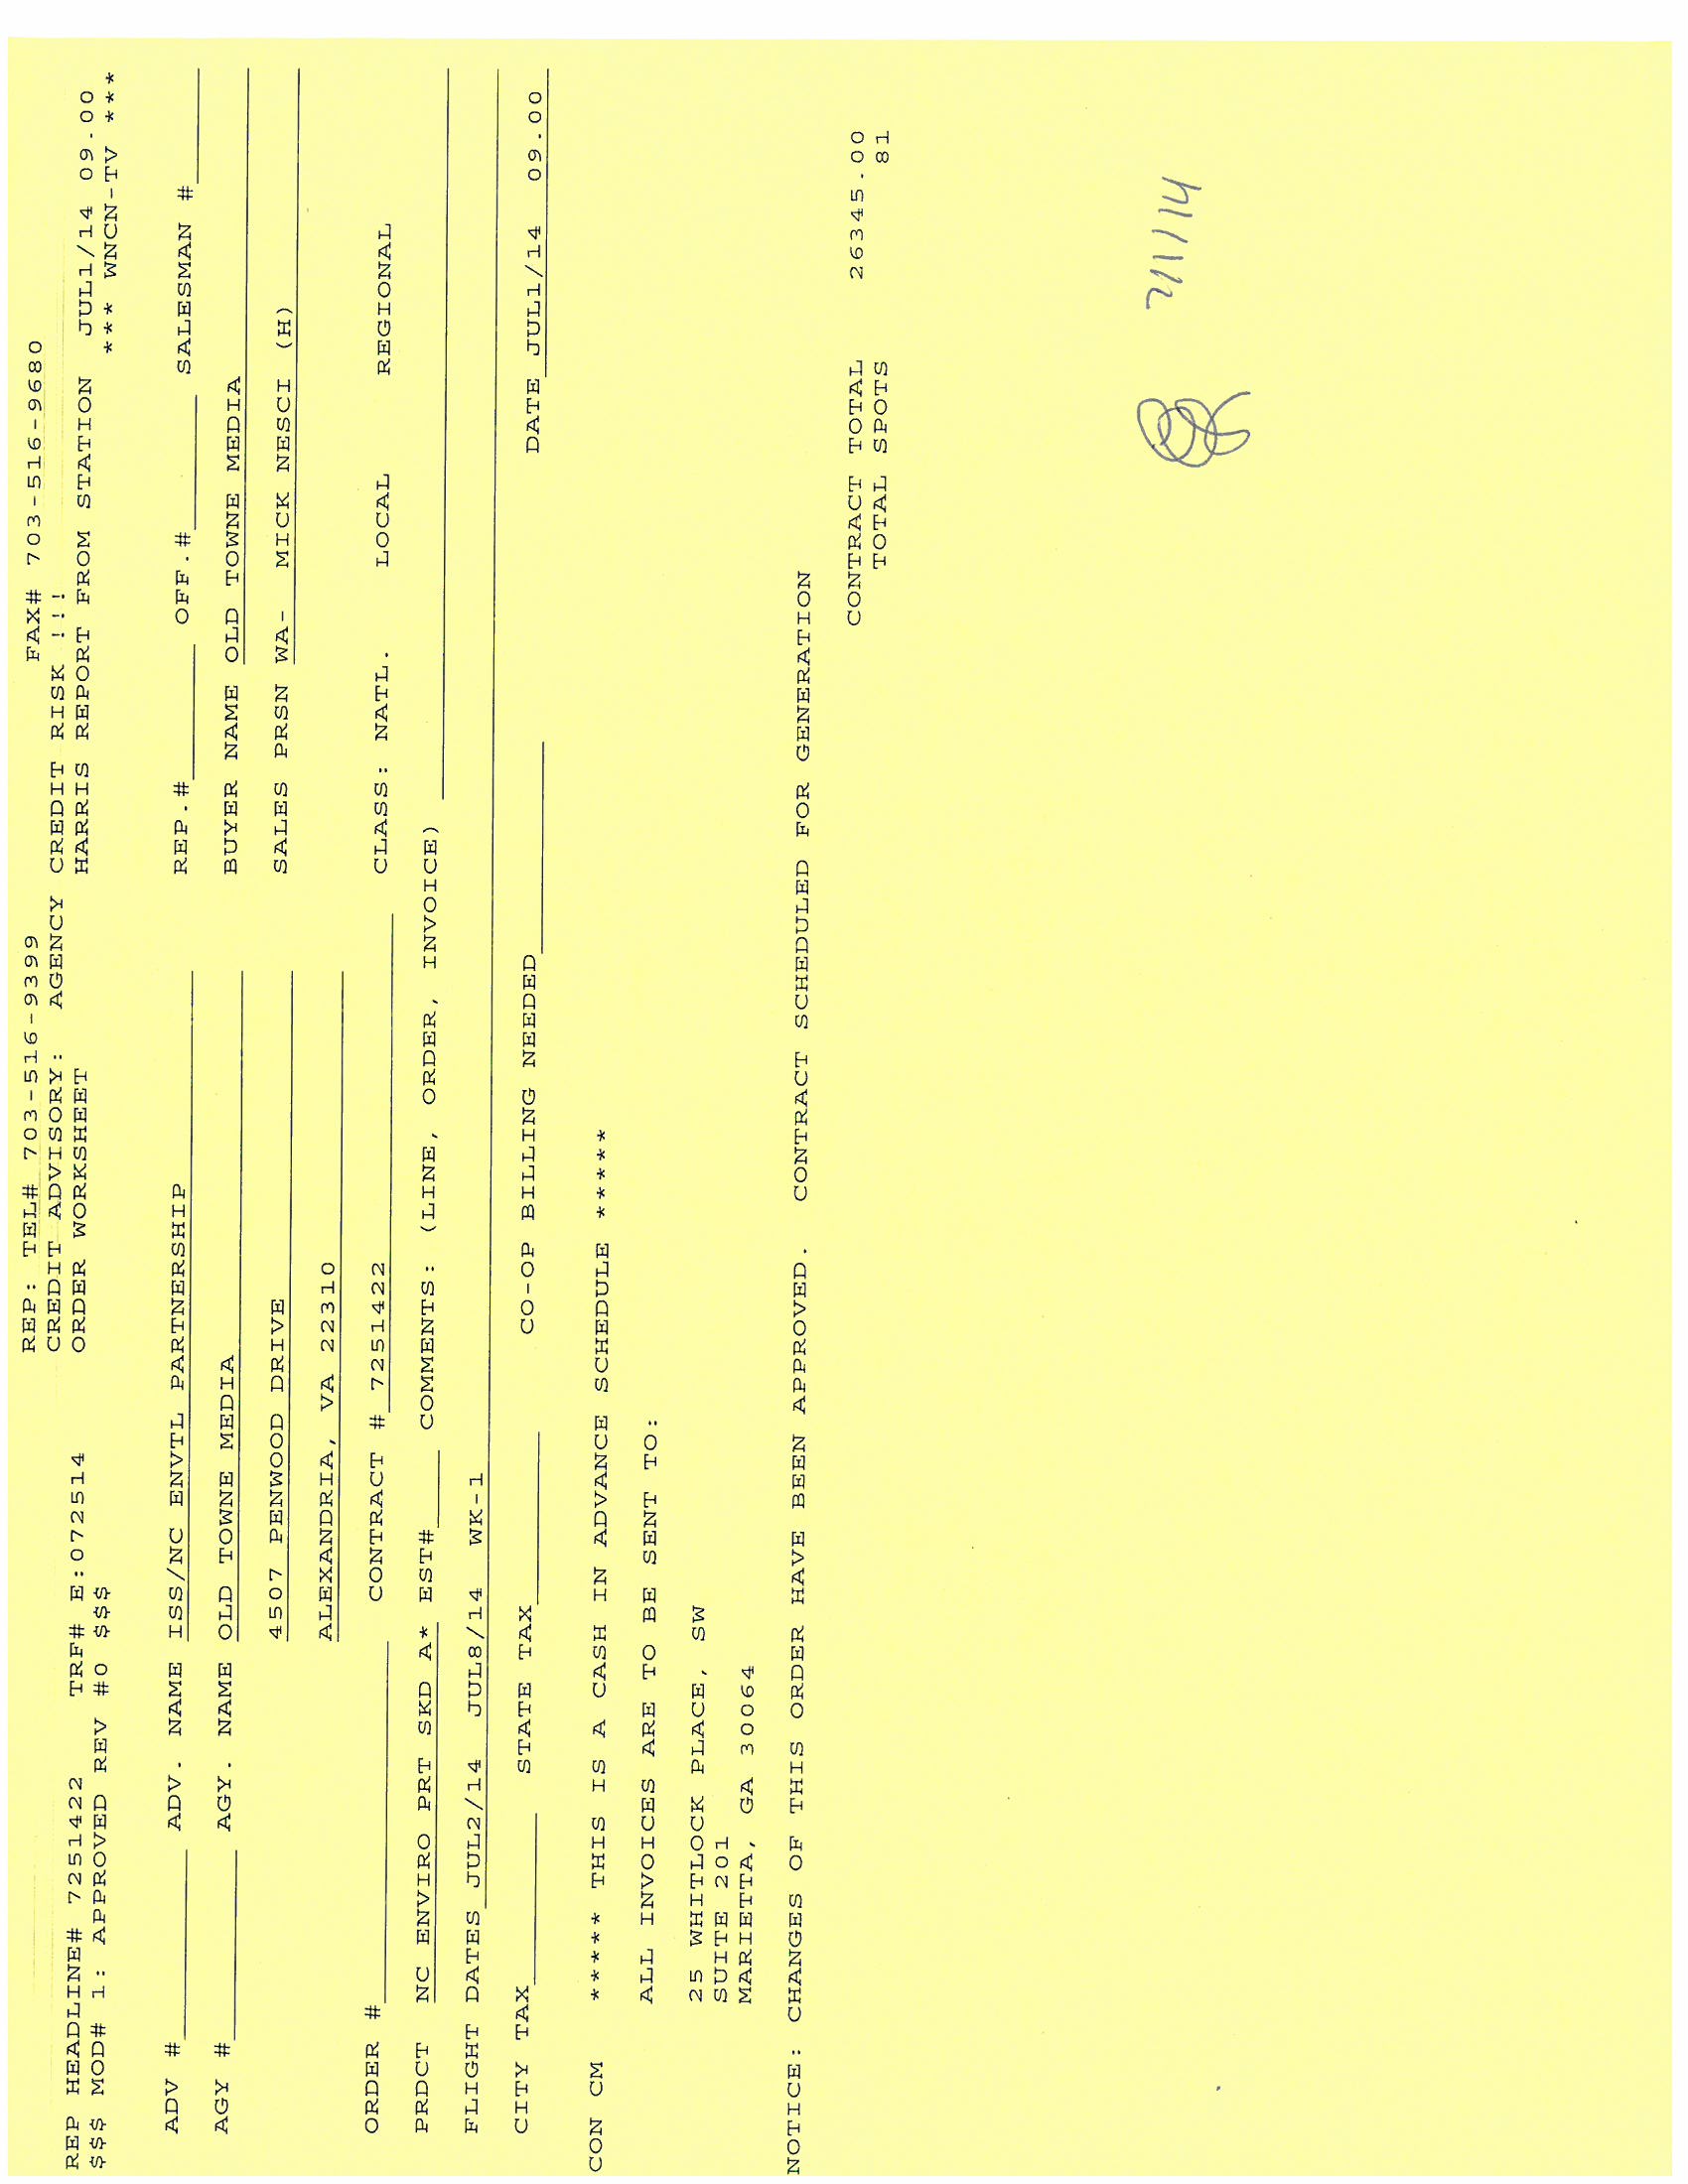 REP: TEL# 703-516-9399 FAX# 703-516-9680
CREDIT ADVISORY: AGENCY CREDIT RISK !!!
REP HEADLINE# 7251422 TRF# E:072514 ORDER WORKSHEET HARRIS REPORT FROM STATION JUL1/14 09.00
$$$ MOD# 1: APPROVED REV #0 $$$ *** WNCN-TV ***
ADV # ADV. NAME ISS/NC ENVTL PARTNERSHIP REP.# OFF.# SALESMAN #
AGY # AGY. NAME OLD TOWNE MEDIA BUYER NAME OLD TOWNE MEDIA
4507 PENWOOD DRIVE SALES PRSN WA- MICK NESCI (H)
ALEXANDRIA, VA 22310
ORDER # CONTRACT # 7251422 CLASS: NATL. LOCAL REGIONAL
PRDCT NC ENVIRO PRT SKD A* EST# COMMENTS: (LINE, ORDER, INVOICE)
FLIGHT DATES JUL2/14 JUL8/14 WK-1
CITY TAX STATE TAX CO-OP BILLING NEEDED DATE JUL1/14 09.00
CON CM ***** THIS IS A CASH IN ADVANCE SCHEDULE *****
ALL INVOICES ARE TO BE SENT TO:
25 WHITLOCK PLACE, SW
SUITE 201
MARIETTA, GA 30064
NOTICE: CHANGES OF THIS ORDER HAVE BEEN APPROVED. CONTRACT SCHEDULED FOR GENERATION
CONTRACT TOTAL 26345.00
TOTAL SPOTS 81
7/1/14